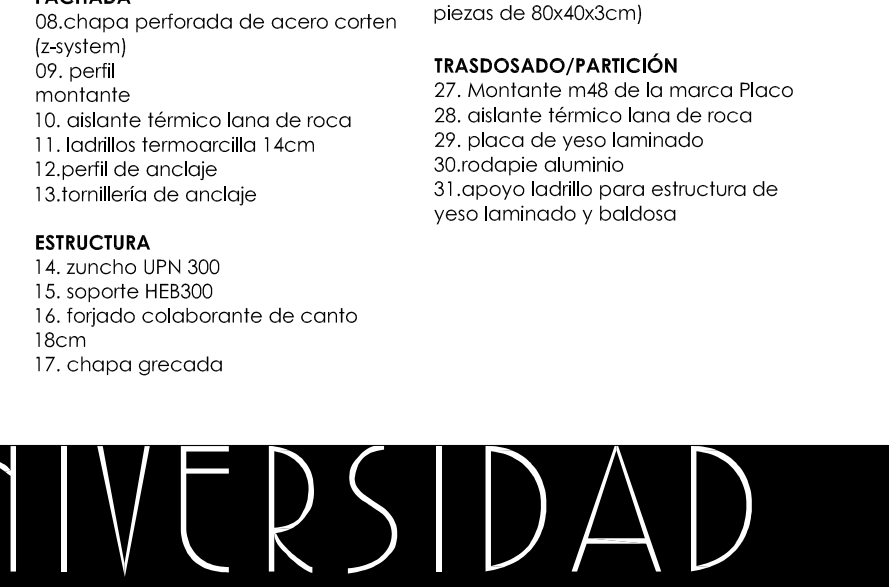 FACHADA
08.chapa perforada de acero corten
(z-system)
09. perfil
montante
10. aislante térmico lana de roca
11. ladrillos termoarcilla 14cm
12.perfil de anclaje
13.tornillería de anclaje
ESTRUCTURA
14. zuncho UPN 300
15. soporte HEB300
16. forjado colaborante de canto
18cm
17. chapa grecada
piezas de 80x40x3cm)
TRASDOSADO/PARTICIÓN
27. Montante m48 de la marca Placo
28. aislante térmico lana de roca
29. placa de yeso laminado
30.rodapie aluminio
31.apoyo ladrillo para estructura de
yeso laminado y baldosa
NIVERSIDAD